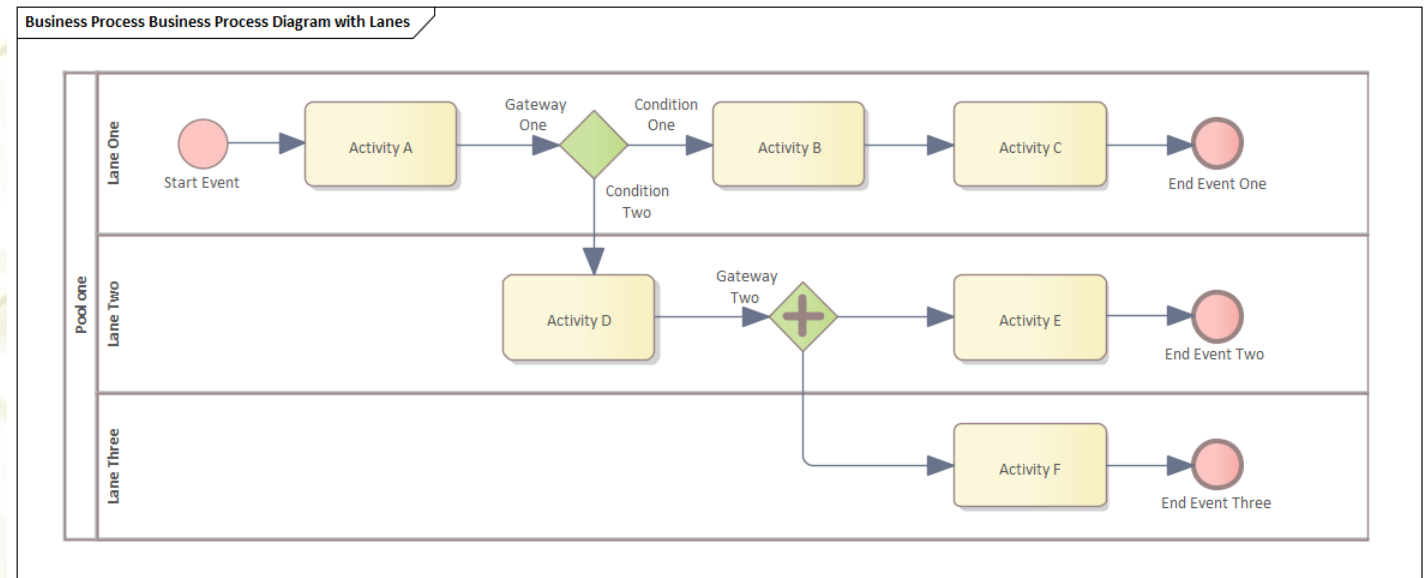 Business Process Business Process Diagram with Lanes
Pool one
Lane One
Start Event
Activity A
Gateway
One
Condition
One
Condition
Two
Activity B
Activity C
End Event One
Lane Two
Activity D
Gateway
Two
Activity E
End Event Two
Lane Three
Activity F
End Event Three